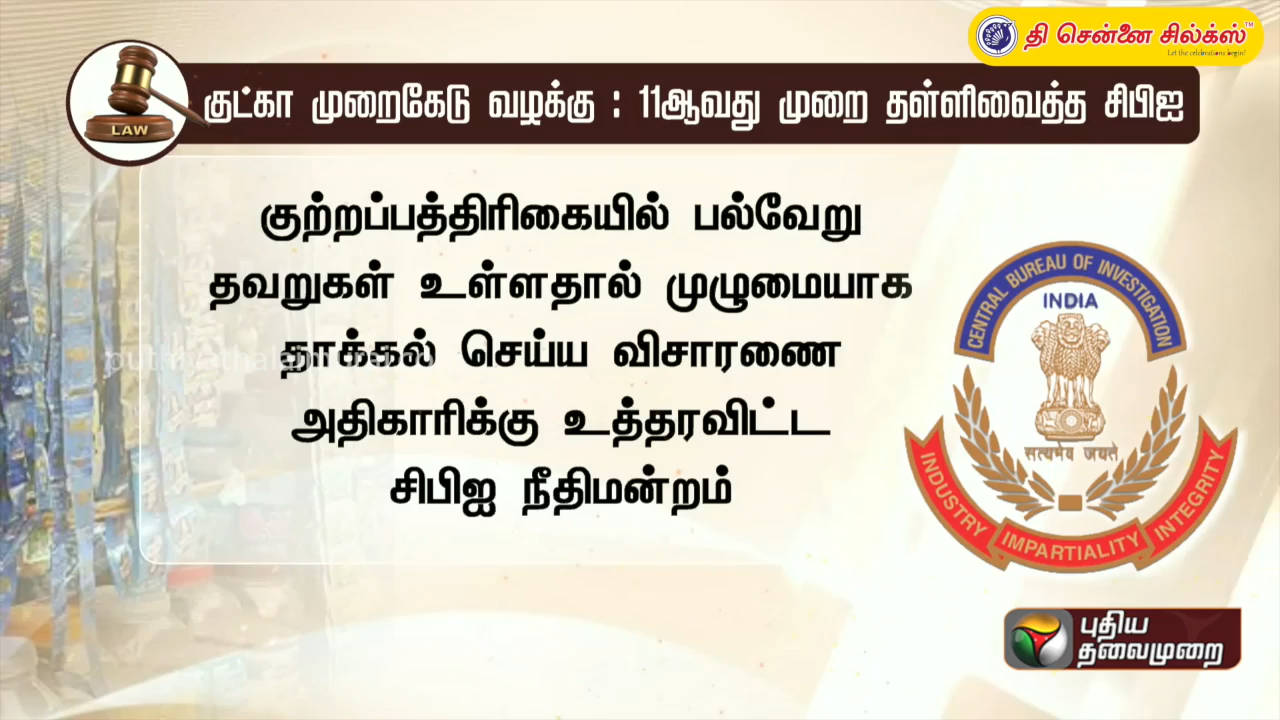 தி சென்னை சில்க்ஸ்™
Let the celebrations begin!
LAW
குட்கா முறைகேடு வழக்கு : 11ஆவது முறை தள்ளிவைத்த சிபிஐ
குற்றப்பத்திரிகையில் பல்வேறு
தவறுகள் உள்ளதால் முழுமையாக
தாக்கல் செய்ய விசாரணை
அதிகாரிக்கு உத்தரவிட்ட
சிபிஐ நீதிமன்றம்
CENTRAL BUREAU OF INVESTIGATION
INDIA
सत्यमेव जयते
INDUSTRY IMPARTIALITY INTEGRITY
புதிய
தலைமுறை